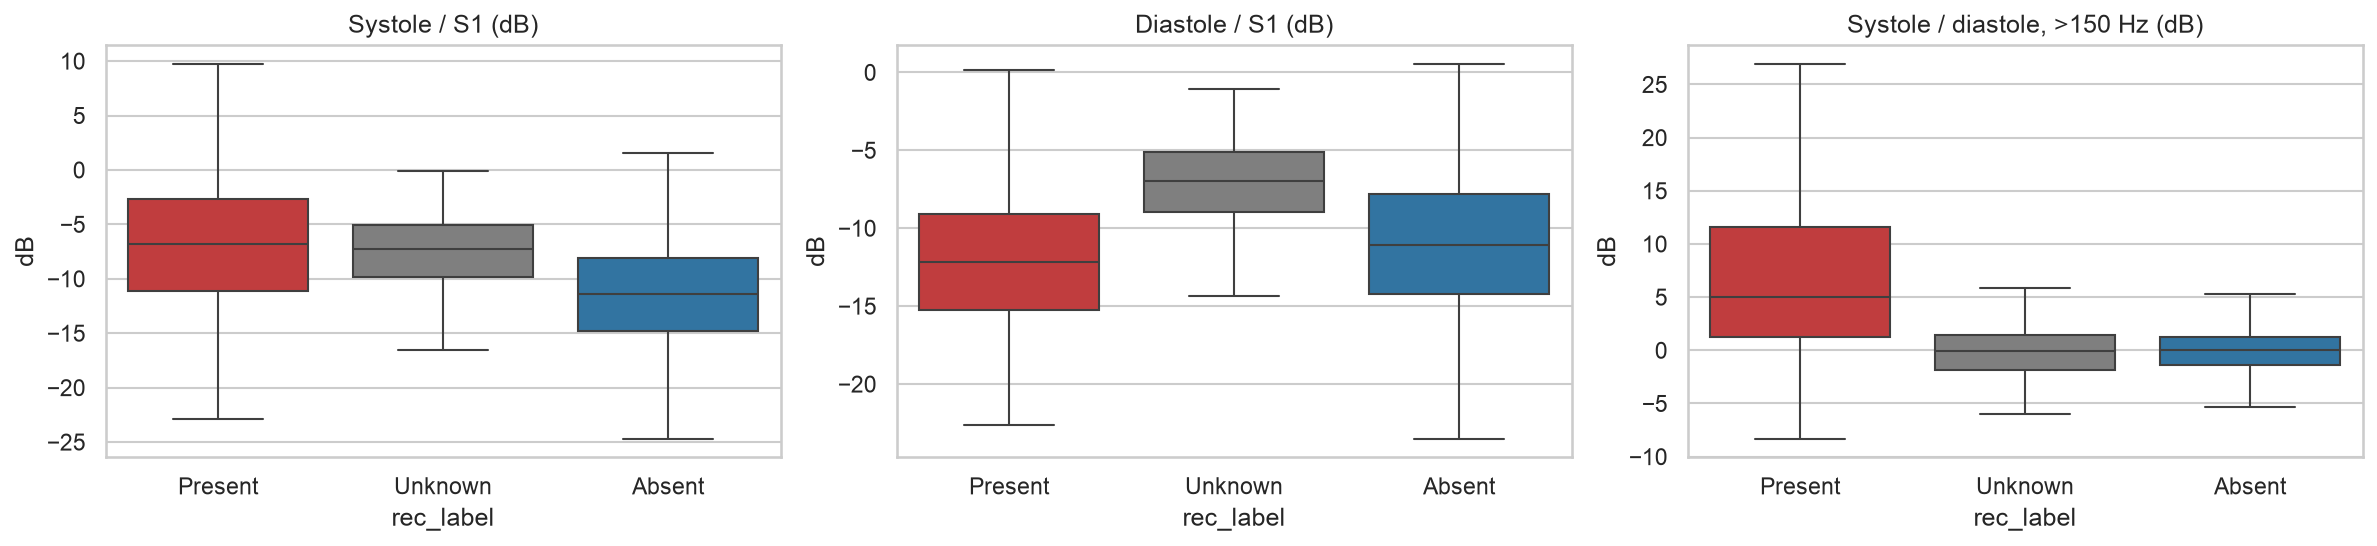 Systole / S1 (dB)
10
5
0
−5
−10
−15
−20
−25
dB
Present
Unknown
Absent
rec_label
Diastole / S1 (dB)
0
−5
−10
−15
−20
dB
Present
Unknown
Absent
rec_label
Systole / diastole, >150 Hz (dB)
25
20
15
10
5
0
−5
−10
dB
Present
Unknown
Absent
rec_label